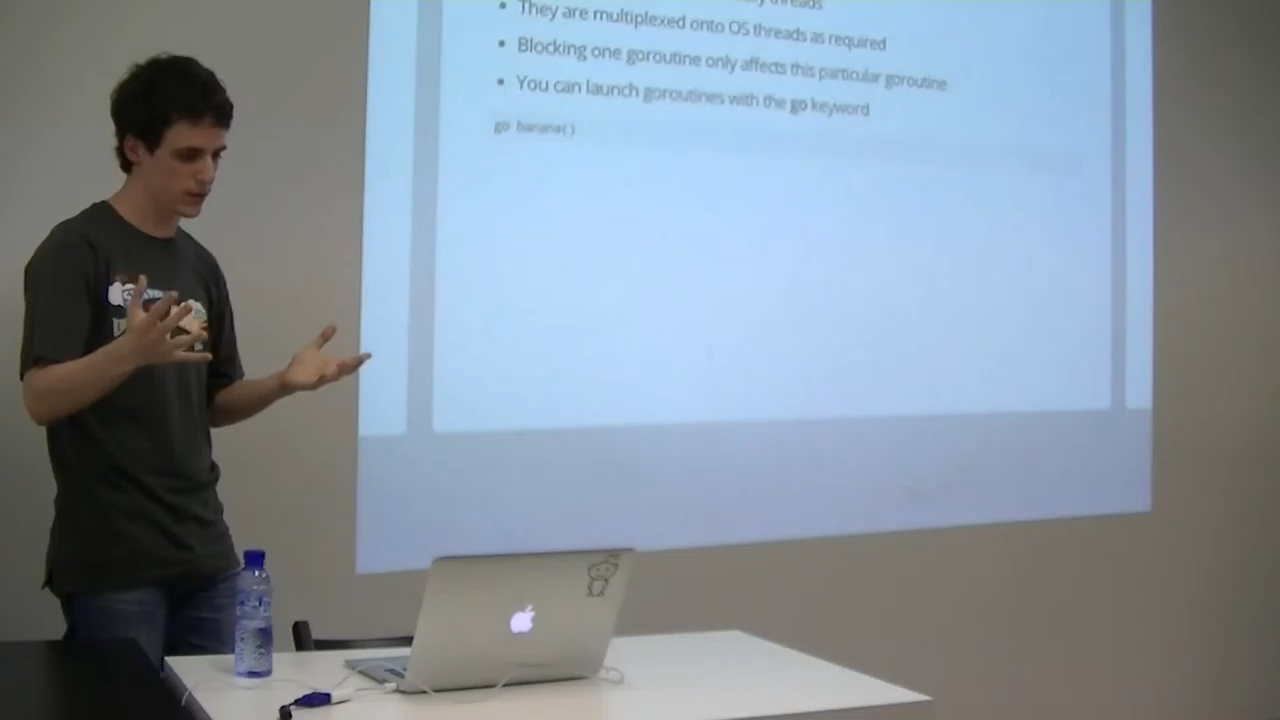 threads
• They are multiplexed onto OS threads as required
• Blocking one goroutine only affects this particular goroutine
• You can launch goroutines with the go keyword
go banana()